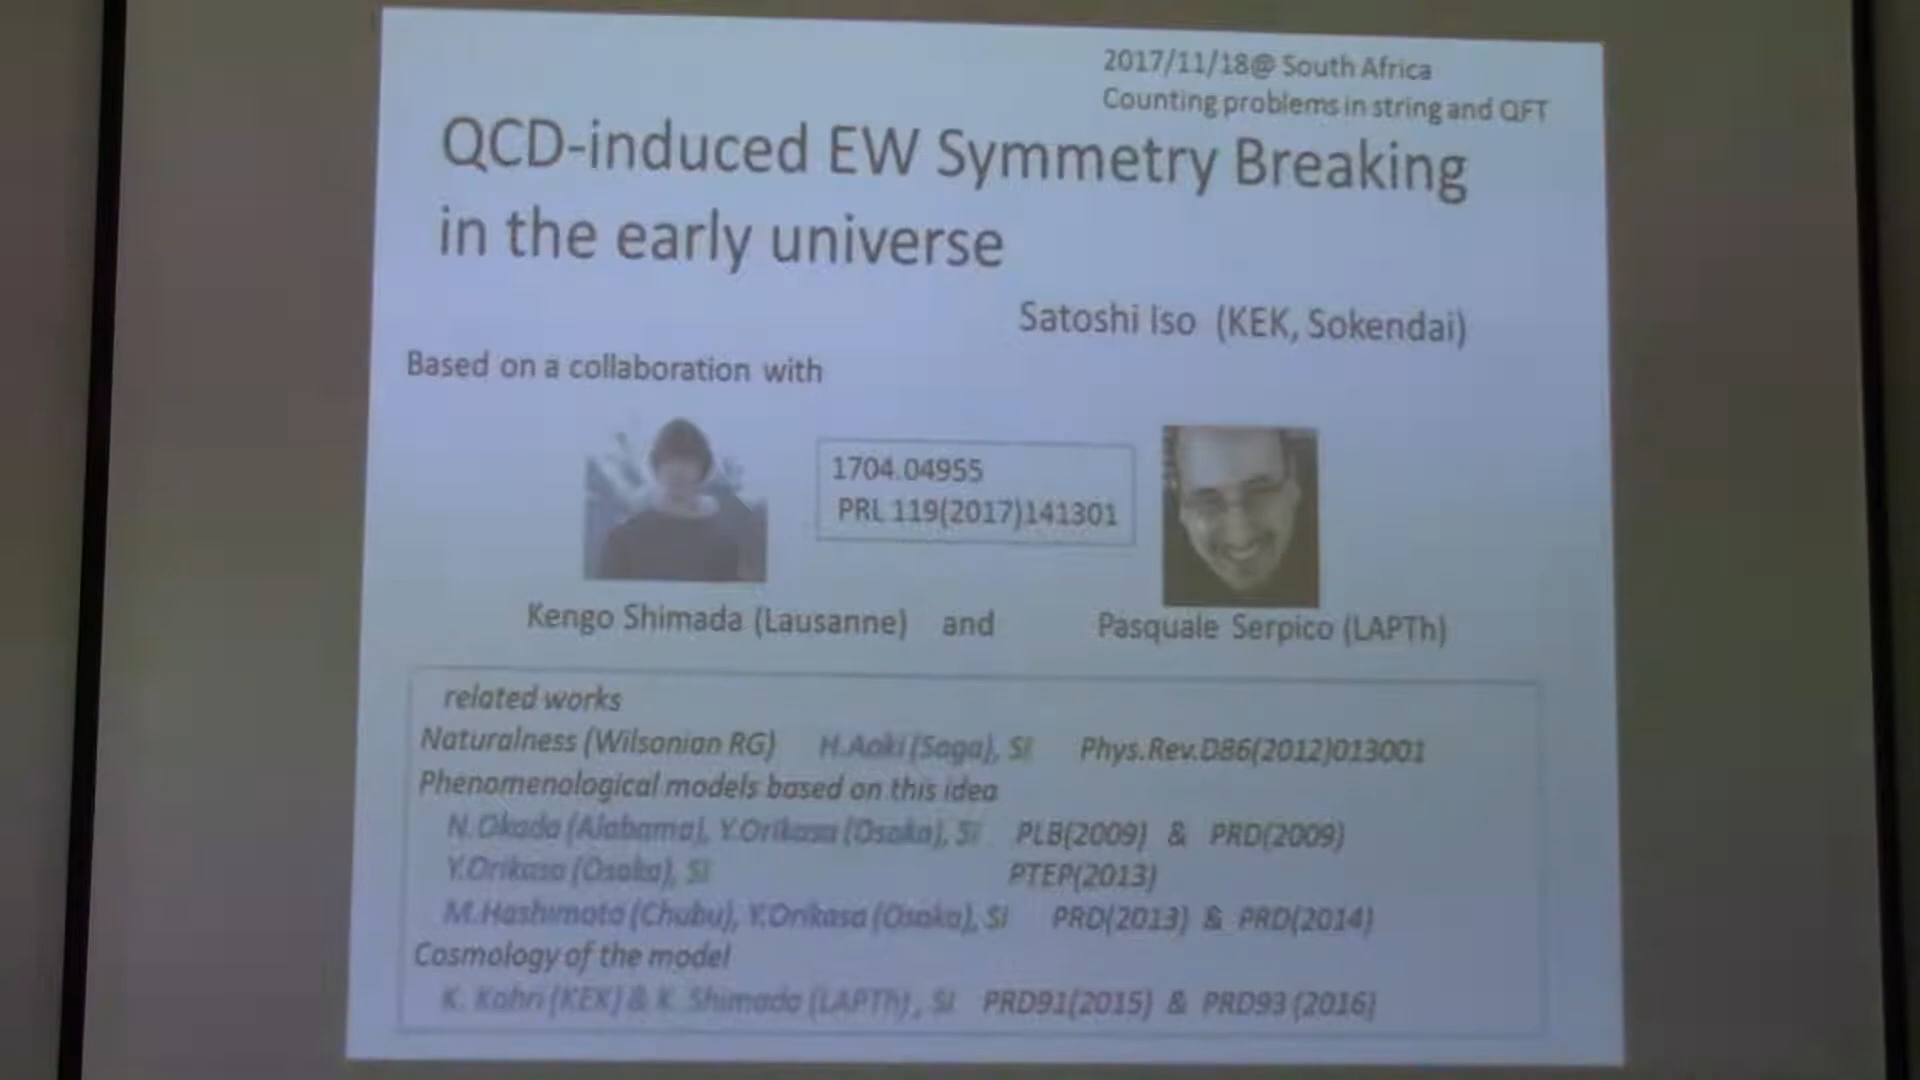 2017/11/18@ South Africa
Counting problems in string and QFT
QCD-induced EW Symmetry Breaking
in the early universe
Satoshi Iso (KEK, Sokendai)
Based on a collaboration with
1704.04955
PRL 119(2017)141301
Kengo Shimada (Lausanne) and Pasquale Serpico (LAPTh)
related works
Naturalness (Wilsonian RG) H.Aoki (Saga), SI Phys.Rev.D86(2012)013001
Phenomenological models based on this idea
N.Okada (Alabama), Y.Orikasa (Osaka), SI PLB(2009) & PRD(2009)
Y.Orikasa (Osaka), SI PTEP(2013)
M.Hashimoto (Chubu), Y.Orikasa (Osaka), SI PRD(2013) & PRD(2014)
Cosmology of the model
K. Kohri (KEK) & K. Shimada (LAPTh), SI PRD91(2015) & PRD93 (2016)